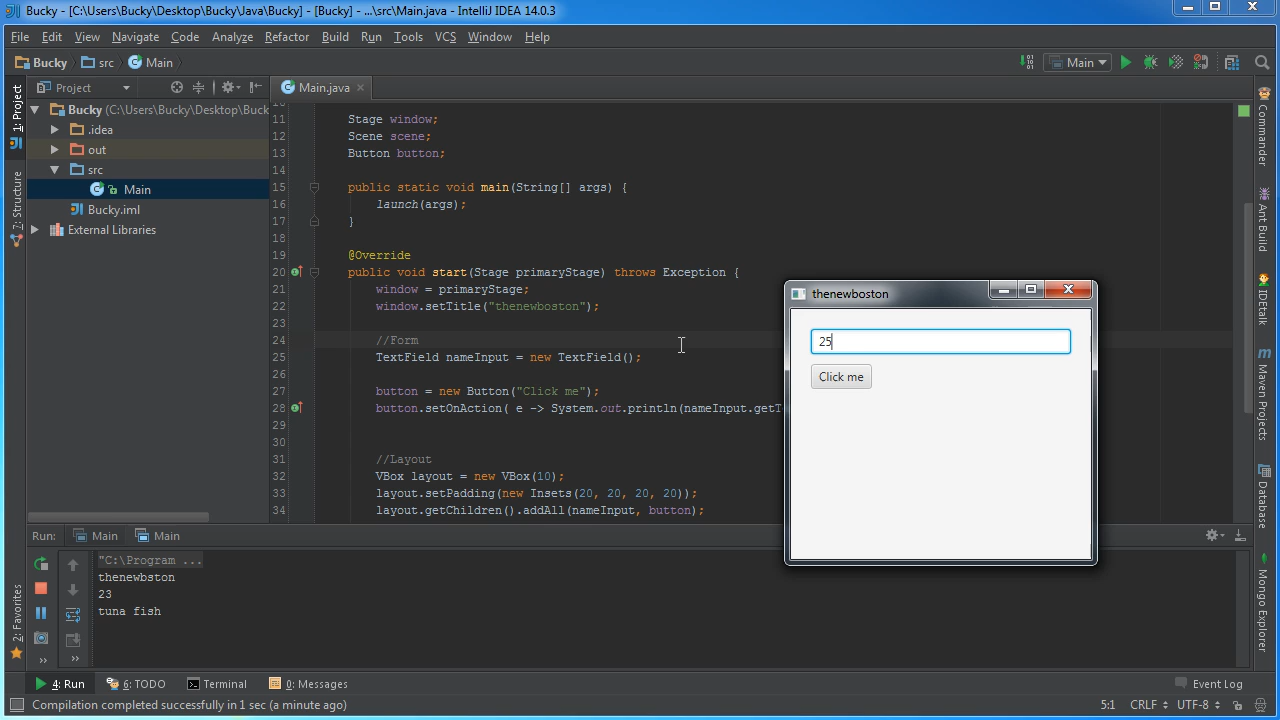 Bucky - [C:\Users\Bucky\Desktop\Bucky\Java\Bucky] - [Bucky] - ...\src\Main.java - IntelliJ IDEA 14.0.3
File Edit View Navigate Code Analyze Refactor Build Run Tools VCS Window Help
Bucky src Main Main
1: Project
7: Structure
2: Favorites
Project
Bucky (C:\Users\Bucky\Desktop\Buck
.idea
out
src
Main
Bucky.iml
External Libraries
Main.java
11 Stage window;
12 Scene scene;
13 Button button;
14
15 public static void main(String[] args) {
16 launch(args);
17 }
18
19 @Override
20 public void start(Stage primaryStage) throws Exception {
21 window = primaryStage;
22 window.setTitle("thenewboston");
23
24 //Form
25 TextField nameInput = new TextField();
26
27 button = new Button("Click me");
28 button.setOnAction( e -> System.out.println(nameInput.getT
29
30
31 //Layout
32 VBox layout = new VBox(10);
33 layout.setPadding(new Insets(20, 20, 20, 20));
34 layout.getChildren().addAll(nameInput, button);
thenewboston
25
Click me
Commander
Ant Build
IDEtalk
Maven Projects
Database
Mongo Explorer
Run: Main Main
"C:\Program ...
thenewbston
23
tuna fish
4: Run 6: TODO Terminal 0: Messages Event Log
Compilation completed successfully in 1 sec (a minute ago) 5:1 CRLF UTF-8